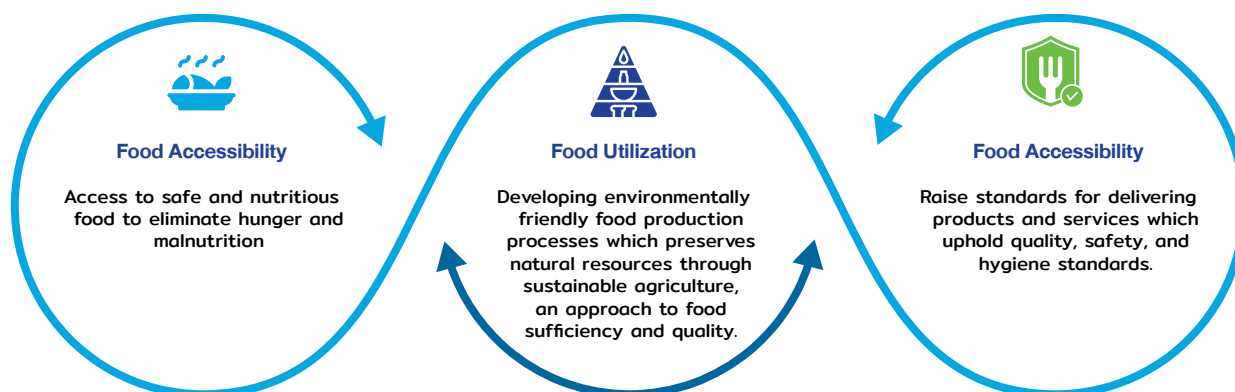 Food Accessibility
Access to safe and nutritious
food to eliminate hunger and
malnutrition
Food Utilization
Developing environmentally
friendly food production
processes which preserves
natural resources through
sustainable agriculture,
an approach to food
sufficiency and quality.
Food Accessibility
Raise standards for delivering
products and services which
uphold quality, safety, and
hygiene standards.